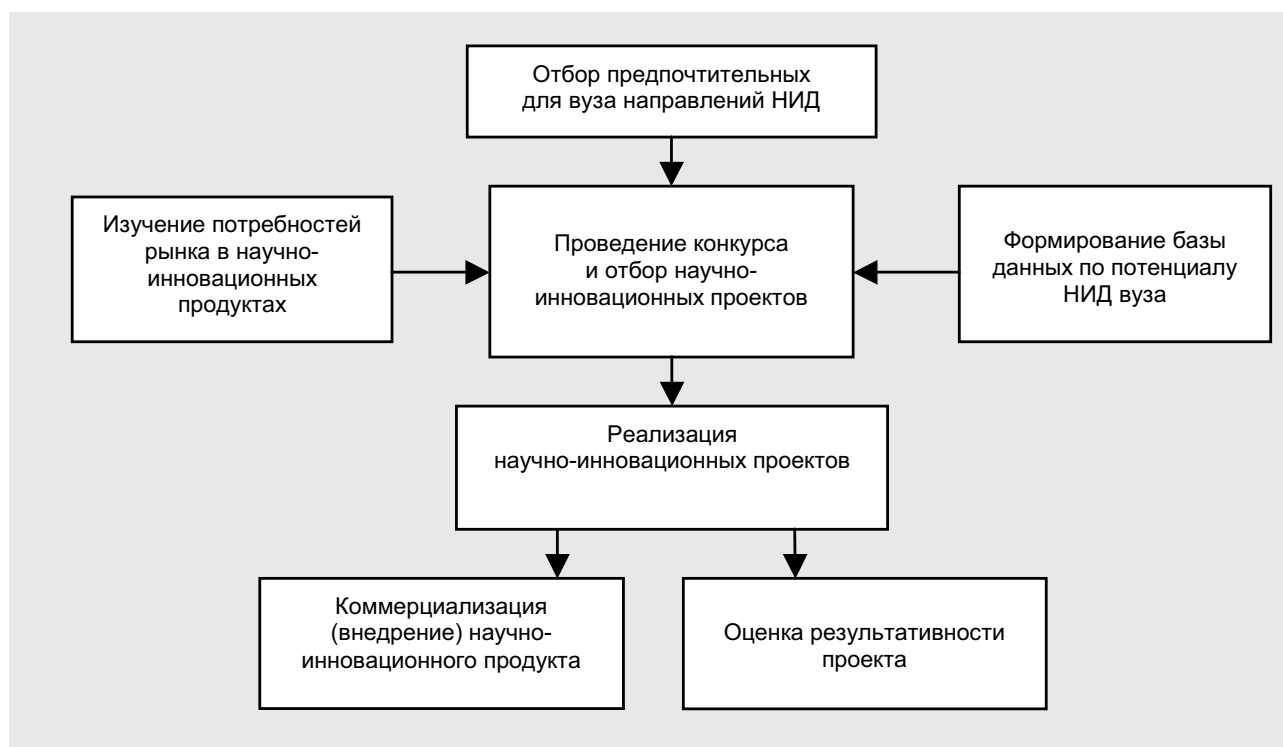 Отбор предпочтительных
для вуза направлений НИД
Изучение потребностей
рынка в научно-
инновационных
продуктах
Проведение конкурса
и отбор научно-
инновационных проектов
Формирование базы
данных по потенциалу
НИД вуза
Реализация
научно-инновационных проектов
Коммерциализация
(внедрение) научно-
инновационного продукта
Оценка результативности
проекта